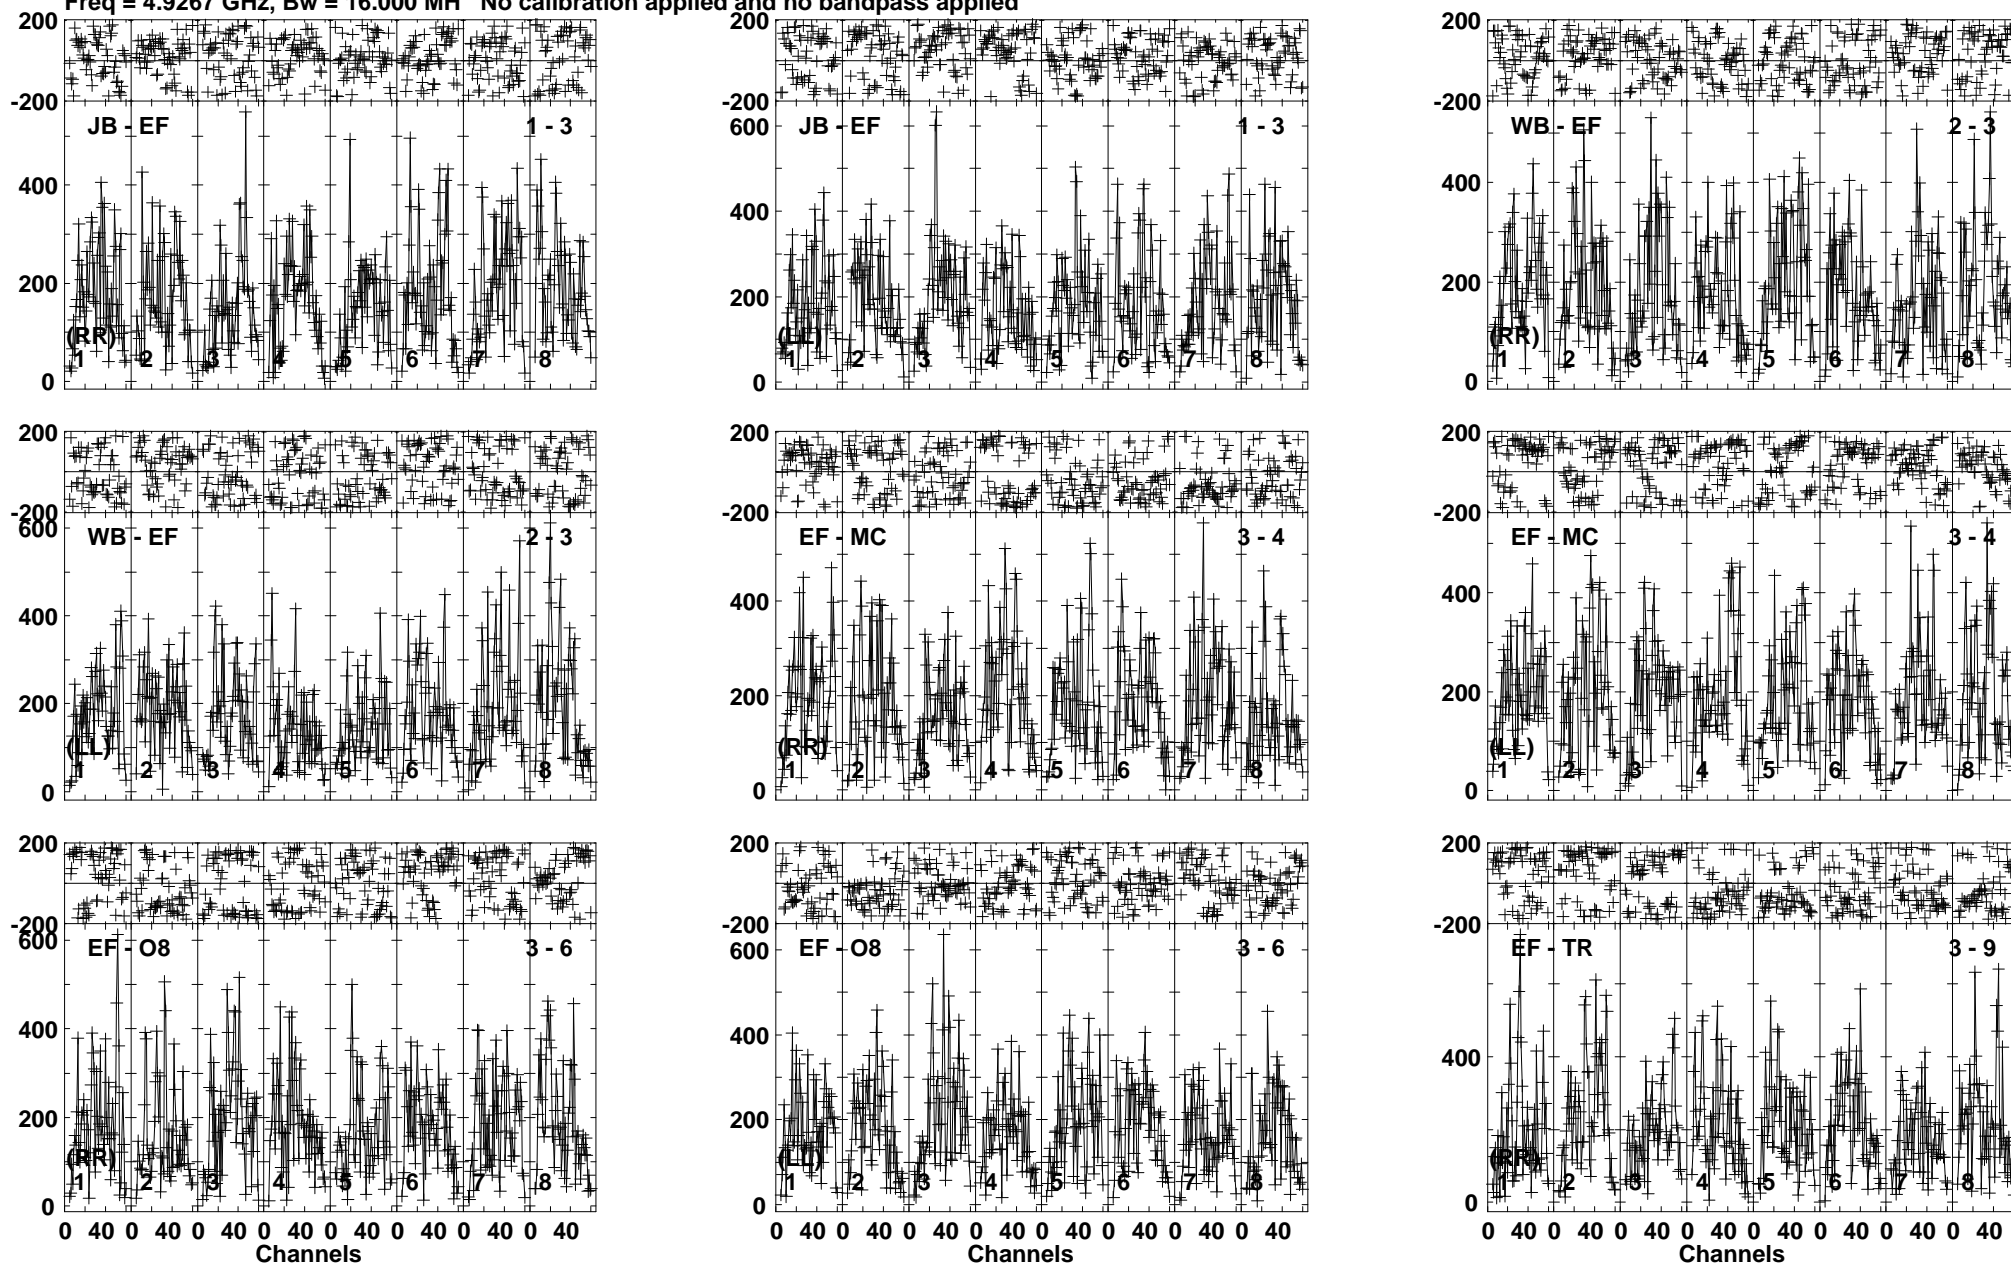 Freq = 4.9267 GHz, Bw = 16.000 MH No calibration applied and no bandpass applied
200 200 200
-200 -200 -200
JB - EF 1 - 3 JB - EF 1 - 3 WB - EF 2 - 3
600
400 400 400
200 200 200
(RR) (LL) (RR)
1 2 3 4 5 6 7 8 1 2 3 4 5 6 7 8 1 2 3 4 5 6 7 8
0 0 0
200 200 200
-200 -200 -200
600
WB - EF 2 - 3 EF - MC 3 - 4 EF - MC 3 - 4
400 400 400
200 200 200
(LL) (RR) (LL)
1 2 3 4 5 6 7 8 1 2 3 4 5 6 7 8 1 2 3 4 5 6 7 8
0 0 0
200 200 200
-200 -200 -200
600 600
EF - O8 3 - 6 EF - O8 3 - 6 EF - TR 3 - 9
400 400 400
200 200 200
(RR) (LL) (RR)
1 2 3 4 5 6 7 8 1 2 3 4 5 6 7 8 1 2 3 4 5 6 7 8
0 0 0
0 40 0 40 0 40 0 40 0 40 0 40 0 40 0 40 0 40 0 40 0 40 0 40 0 40 0 40 0 40 0 40 0 40 0 40 0 40 0 40 0 40 0 40 0 40 0 40
Channels Channels Channels